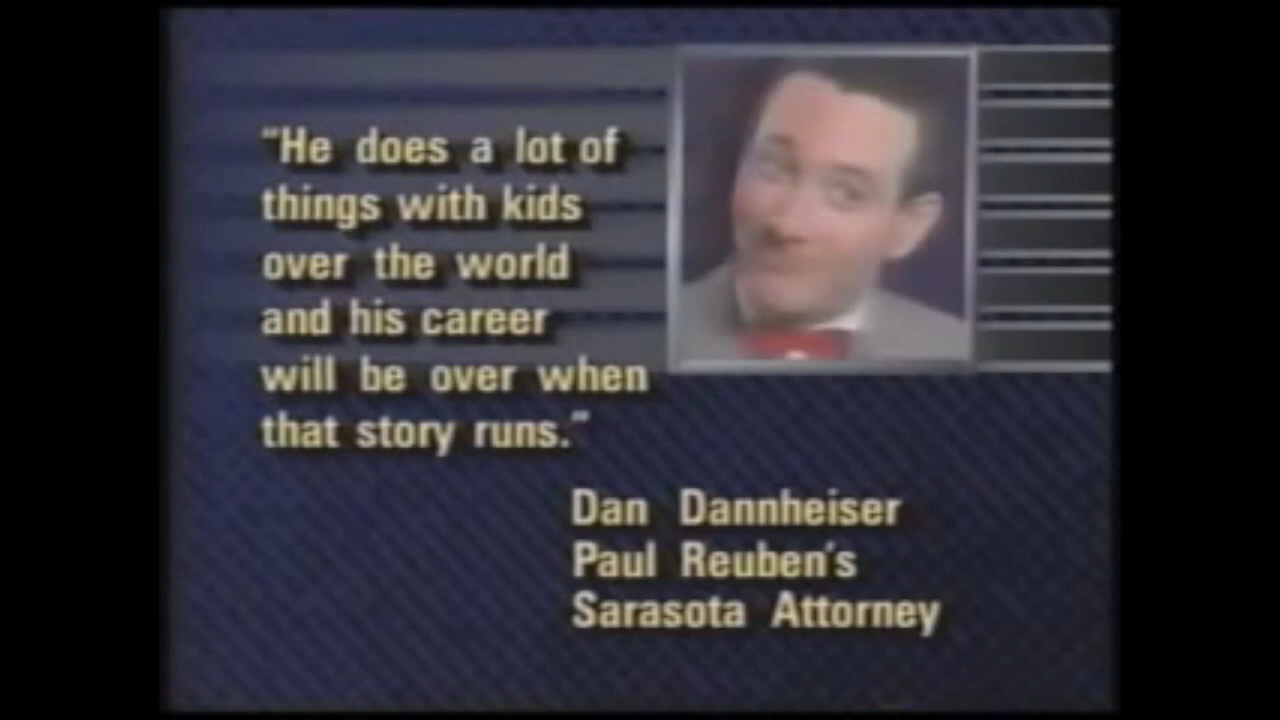 “He does a lot of
things with kids
over the world
and his career
will be over when
that story runs.”
Dan Dannheiser
Paul Reuben's
Sarasota Attorney